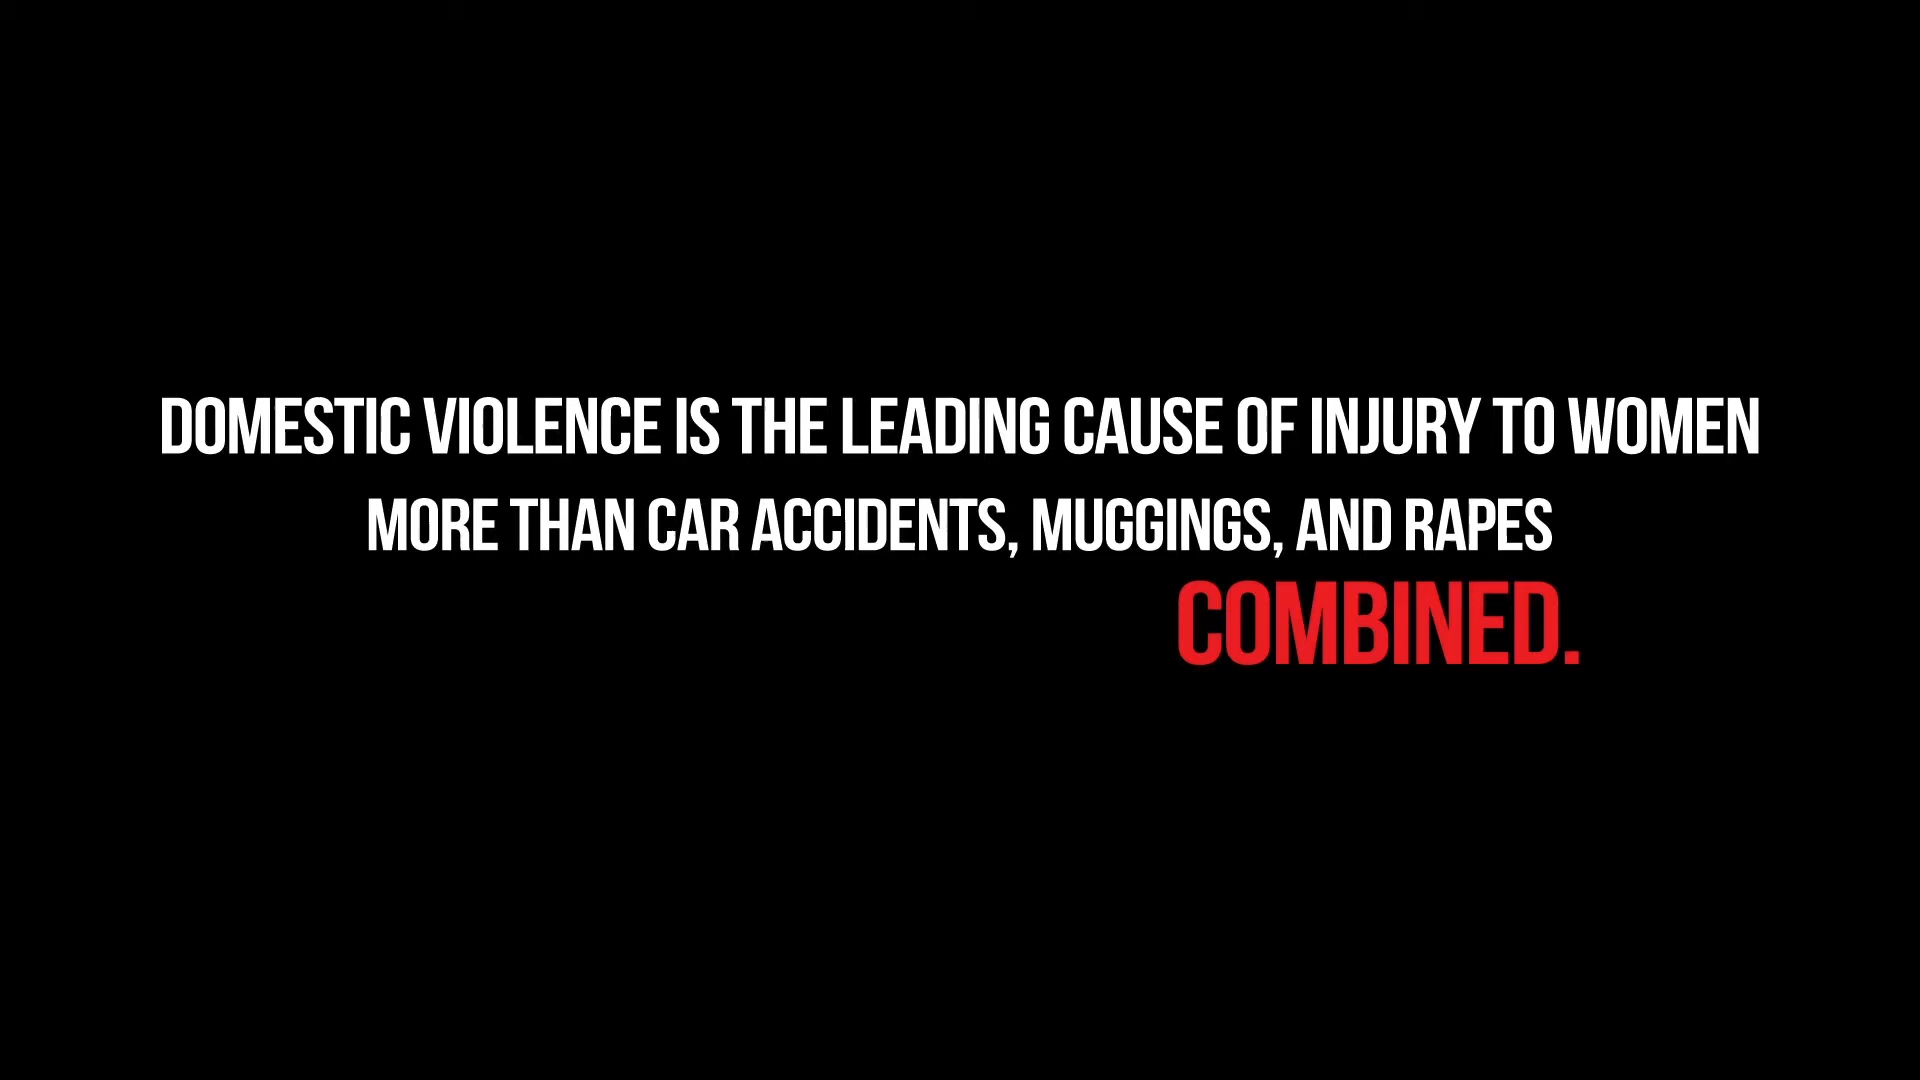 DOMESTIC VIOLENCE IS THE LEADING CAUSE OF INJURY TO WOMEN
MORE THAN CAR ACCIDENTS, MUGGINGS, AND RAPES
COMBINED.